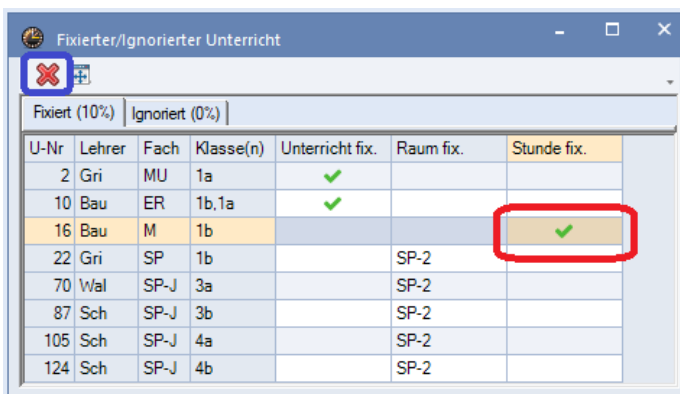 Fixierter/Ignorierter Unterricht
Fixiert (10%) Ignoriert (0%)
U-Nr Lehrer Fach Klasse(n) Unterricht fix. Raum fix. Stunde fix.
2 Gri MU 1a
10 Bau ER 1b,1a
16 Bau M 1b
22 Gri SP 1b SP-2
70 Wal SP-J 3a SP-2
87 Sch SP-J 3b SP-2
105 Sch SP-J 4a SP-2
124 Sch SP-J 4b SP-2